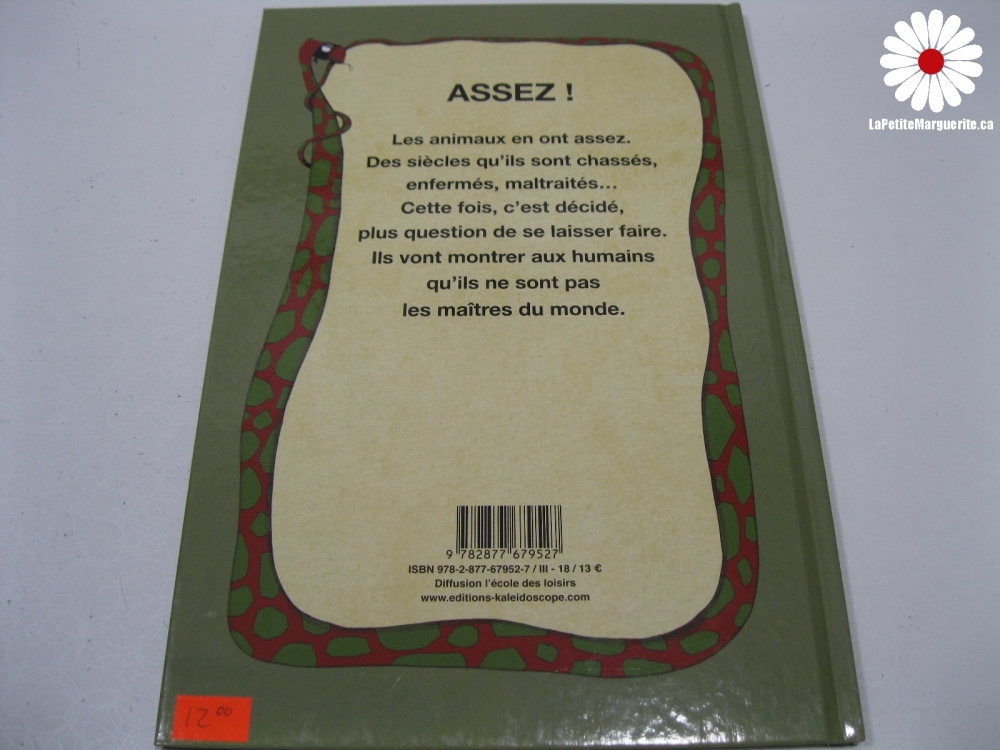 LaPetiteMarguerite.ca
ASSEZ !
Les animaux en ont assez.
Des siècles qu'ils sont chassés,
enfermés, maltraités...
Cette fois, c'est décidé,
plus question de se laisser faire.
Ils vont montrer aux humains
qu'ils ne sont pas
les maîtres du monde.
9 782877 679527
ISBN 978-2-877-67952-7 / III - 18 / 13 €
Diffusion l'école des loisirs
www.editions-kaleidoscope.com
12 00